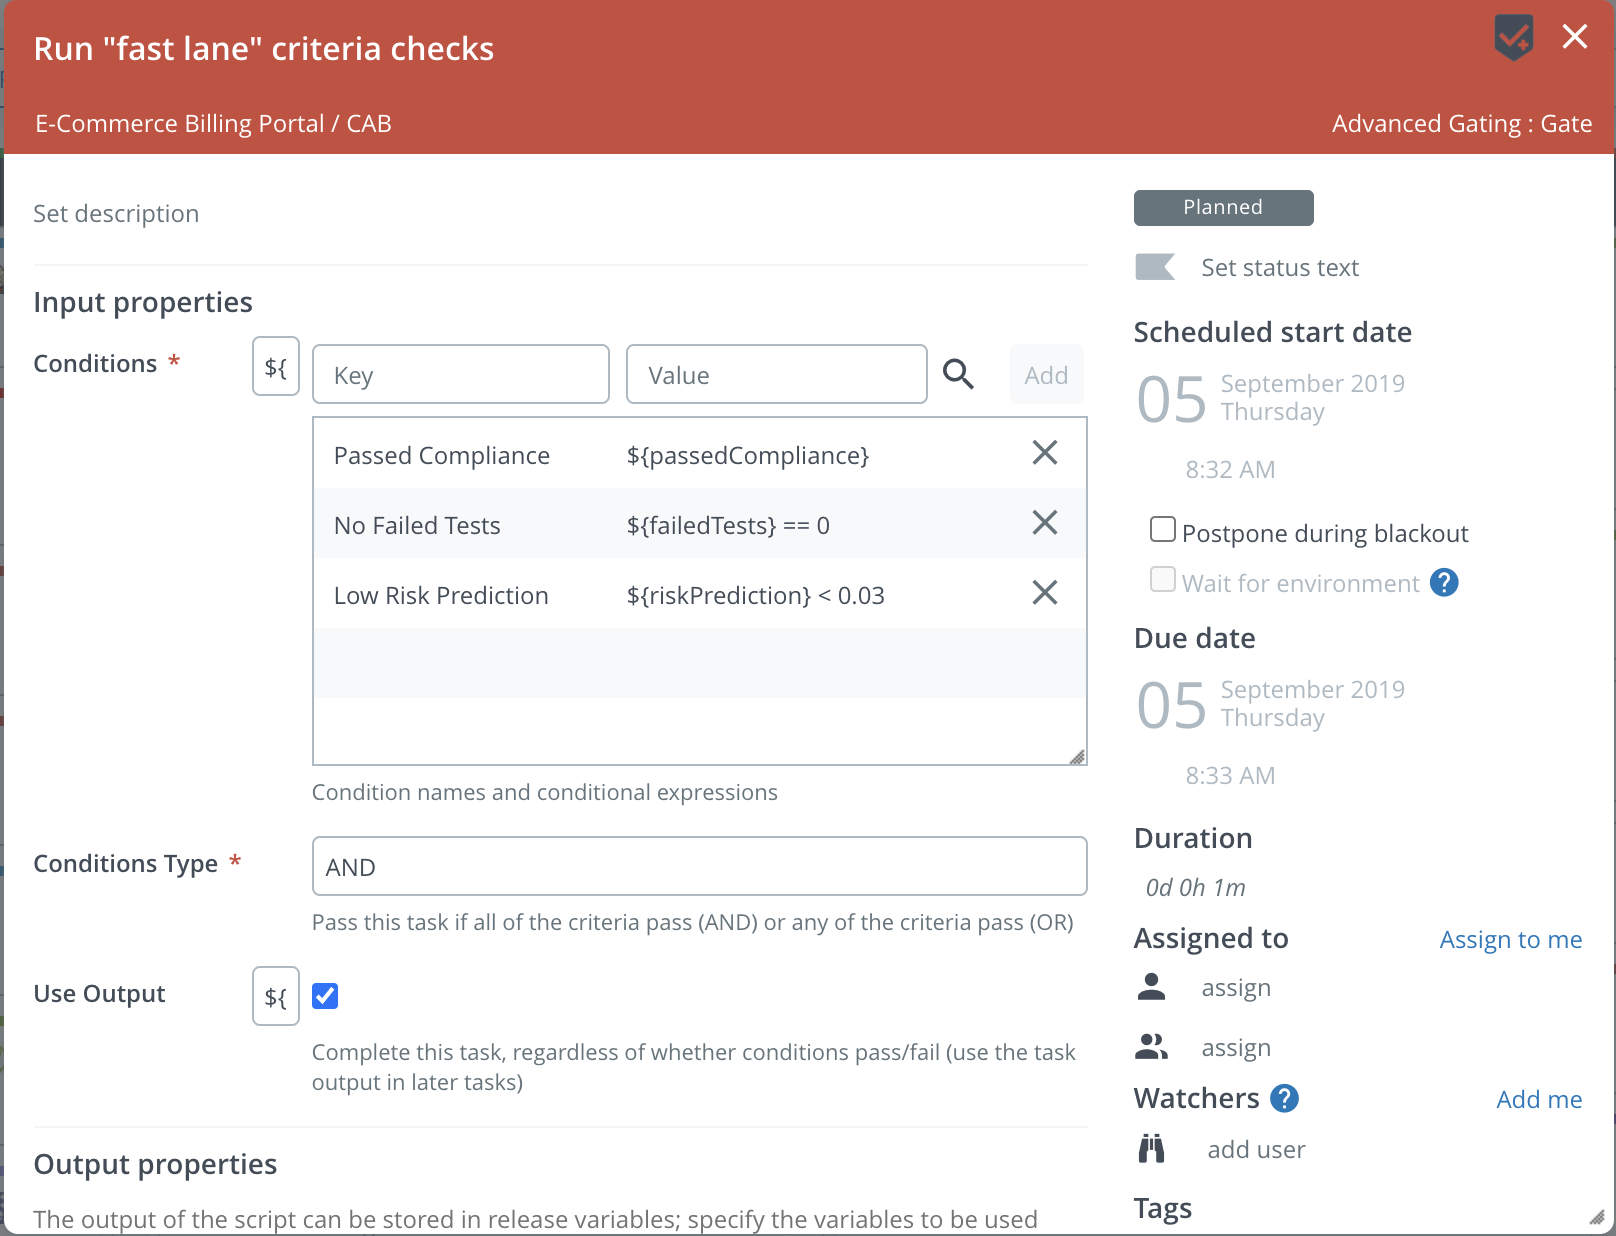 Run "fast lane" criteria checks
E-Commerce Billing Portal / CAB
Advanced Gating : Gate
Set description
Input properties
Conditions *
${
Key
Value
Add
Passed Compliance
${passedCompliance}
No Failed Tests
${failedTests} == 0
Low Risk Prediction
${riskPrediction} < 0.03
Condition names and conditional expressions
Conditions Type *
AND
Pass this task if all of the criteria pass (AND) or any of the criteria pass (OR)
Use Output
${
Complete this task, regardless of whether conditions pass/fail (use the task
output in later tasks)
Output properties
The output of the script can be stored in release variables; specify the variables to be used
Planned
Set status text
Scheduled start date
05
September 2019
Thursday
8:32 AM
Postpone during blackout
Wait for environment ?
Due date
05
September 2019
Thursday
8:33 AM
Duration
0d 0h 1m
Assigned to
Assign to me
assign
assign
Watchers ?
Add me
add user
Tags